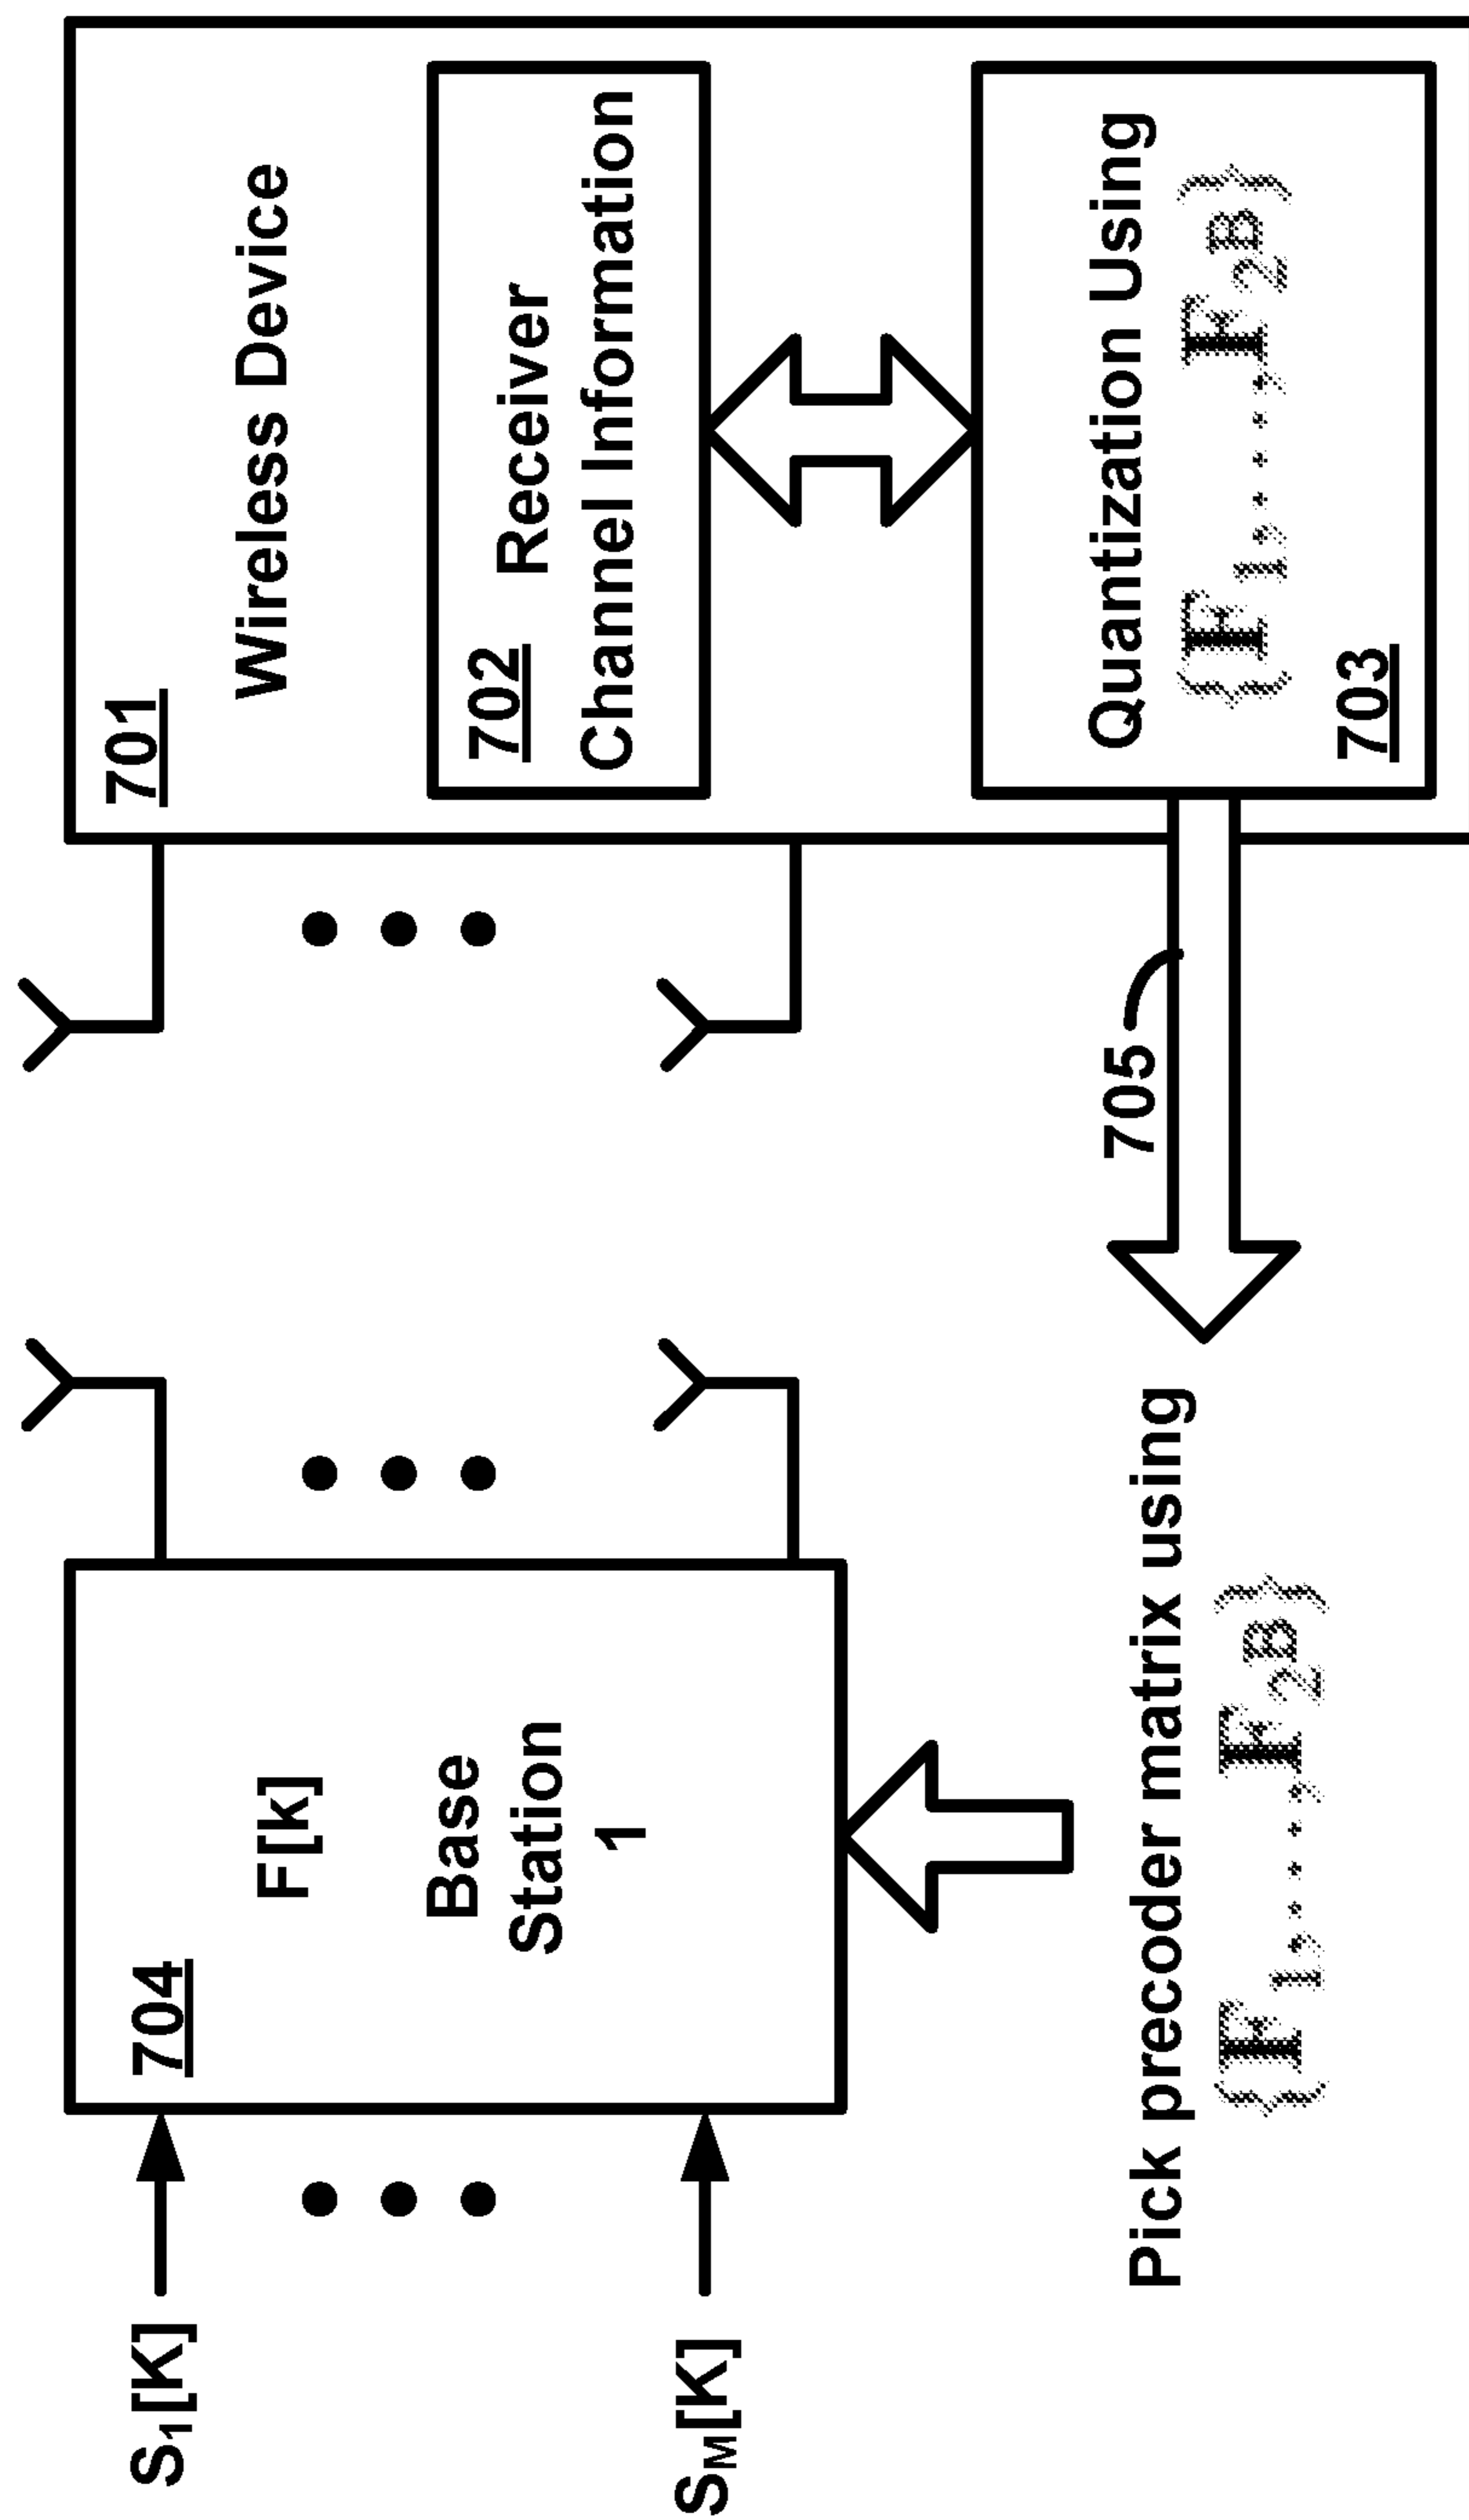 S1[K]
SM[K]
704
F[k]
Base
Station
1
701
Wireless Device
702
Receiver
Channel Information
705
Quantization Using
{F1,...,F2B}
703
Pick precoder matrix using
{F1,...,F2B}